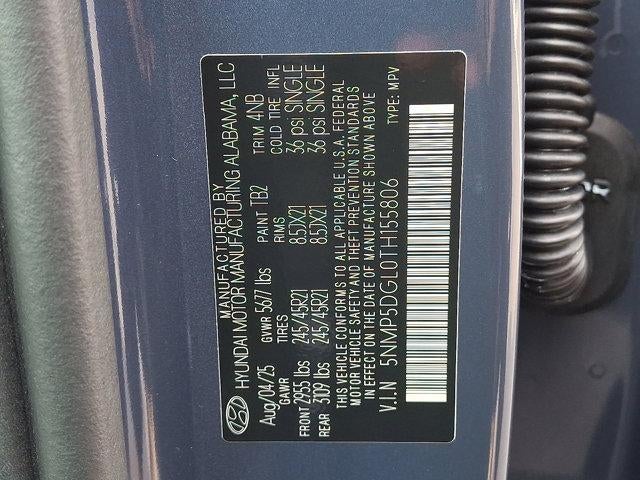 MANUFACTURED BY
HYUNDAI MOTOR MANUFACTURING ALABAMA, LLC
Aug/04/25 GVWR 5677 lbs PAINT TB2 TRIM 4NB
GAWR TIRES RIMS COLD TIRE INFL
FRONT 2955 lbs 245/45R21 8.5JX21 36 psi SINGLE
REAR 3109 lbs 245/45R21 8.5JX21 36 psi SINGLE
THIS VEHICLE CONFORMS TO ALL APPLICABLE U.S.A. FEDERAL
MOTOR VEHICLE SAFETY AND THEFT PREVENTION STANDARDS
IN EFFECT ON THE DATE OF MANUFACTURE SHOWN ABOVE
V.I.N 5NMP5DGL0TH155806 TYPE: MPV